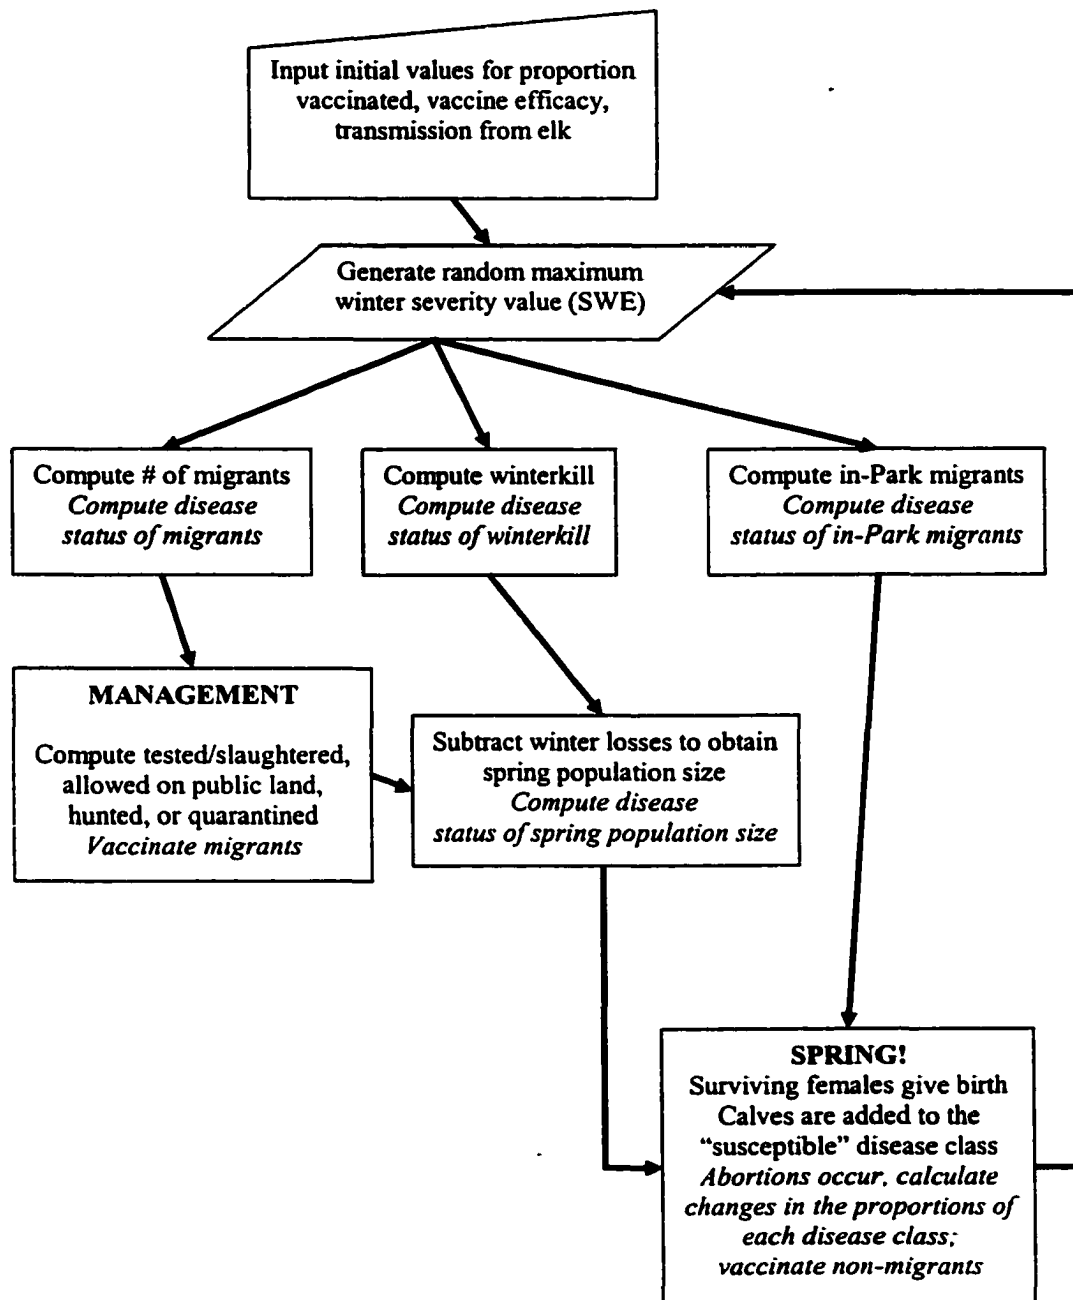 Input initial values for proportion
vaccinated, vaccine efficacy,
transmission from elk
Generate random maximum
winter severity value (SWE)
Compute # of migrants
Compute disease
status of migrants
Compute winterkill
Compute disease
status of winterkill
Compute in-Park migrants
Compute disease
status of in-Park migrants
MANAGEMENT
Compute tested/slaughtered,
allowed on public land,
hunted, or quarantined
Vaccinate migrants
Subtract winter losses to obtain
spring population size
Compute disease
status of spring population size
SPRING!
Surviving females give birth
Calves are added to the
“susceptible” disease class
Abortions occur, calculate
changes in the proportions of
each disease class;
vaccinate non-migrants